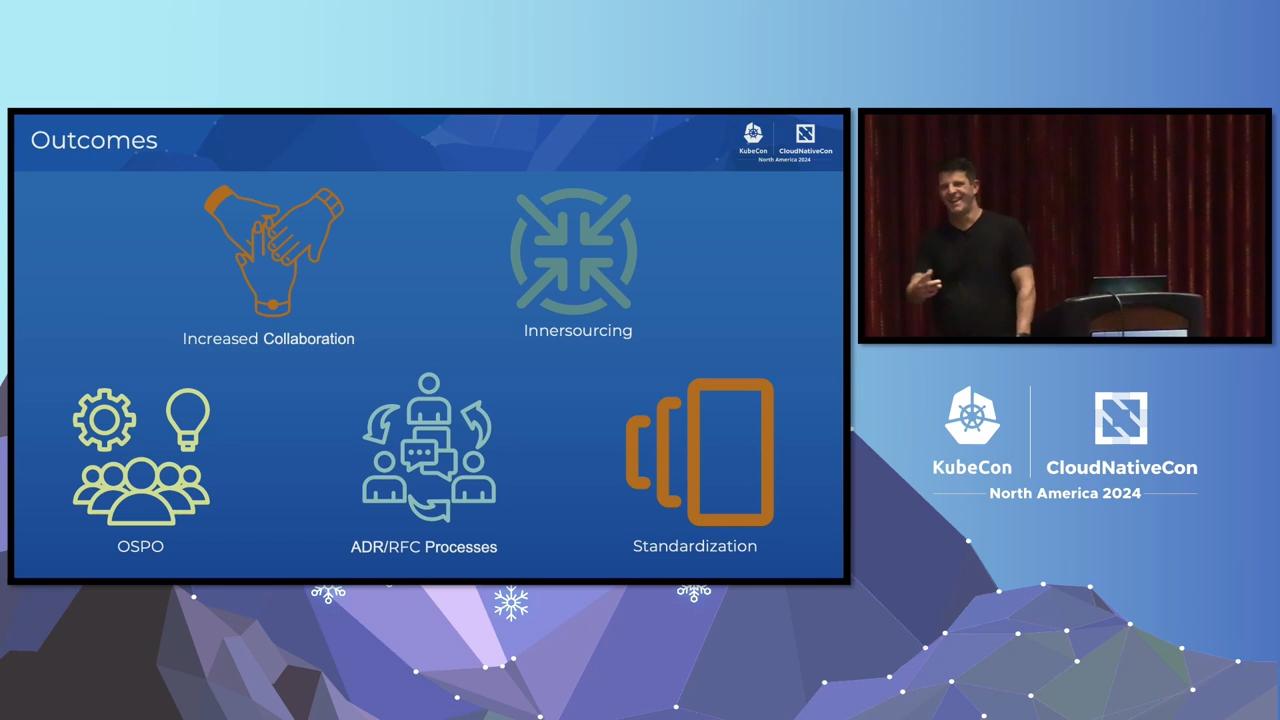 Outcomes
KubeCon
CloudNativeCon
North America 2024
Increased Collaboration
Innersourcing
OSPO
ADR/RFC Processes
Standardization
KubeCon
CloudNativeCon
North America 2024